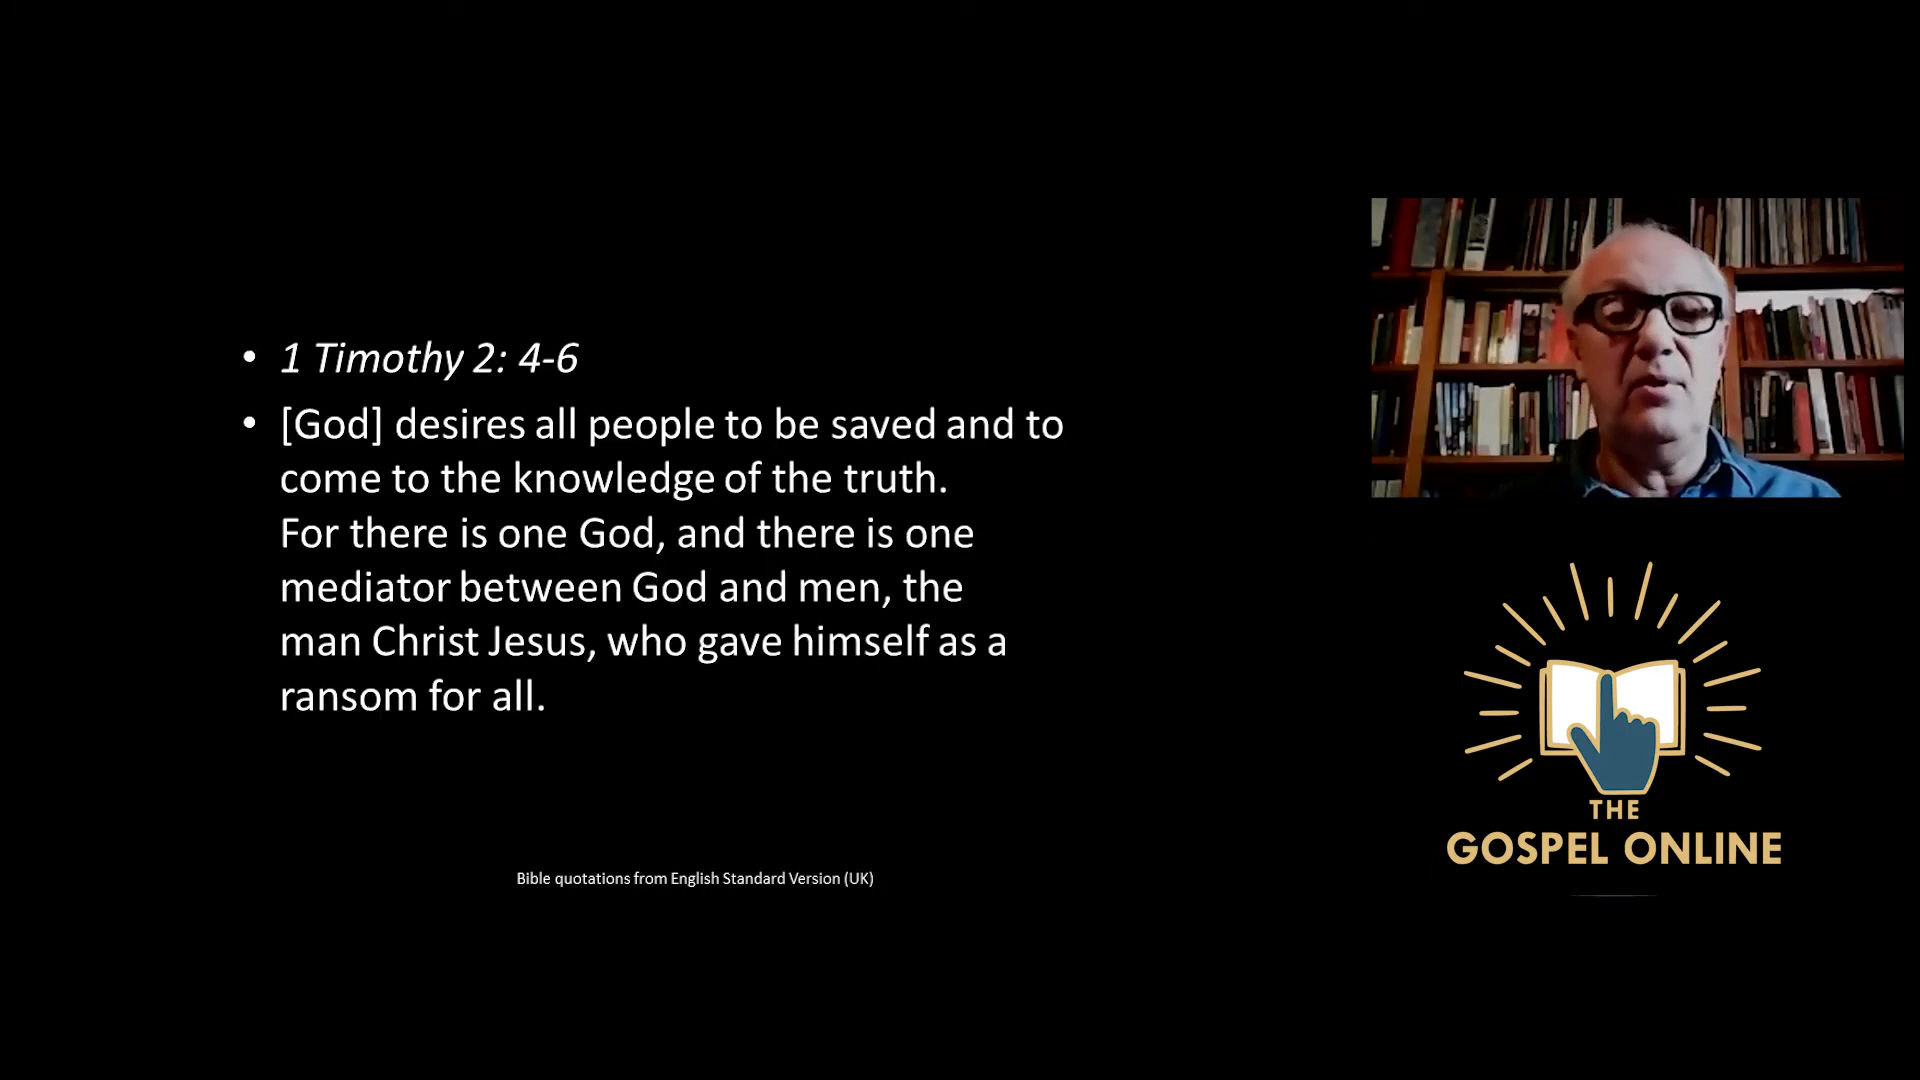 • 1 Timothy 2: 4-6
• [God] desires all people to be saved and to
come to the knowledge of the truth.
For there is one God, and there is one
mediator between God and men, the
man Christ Jesus, who gave himself as a
ransom for all.
Bible quotations from English Standard Version (UK)
THE
GOSPEL ONLINE